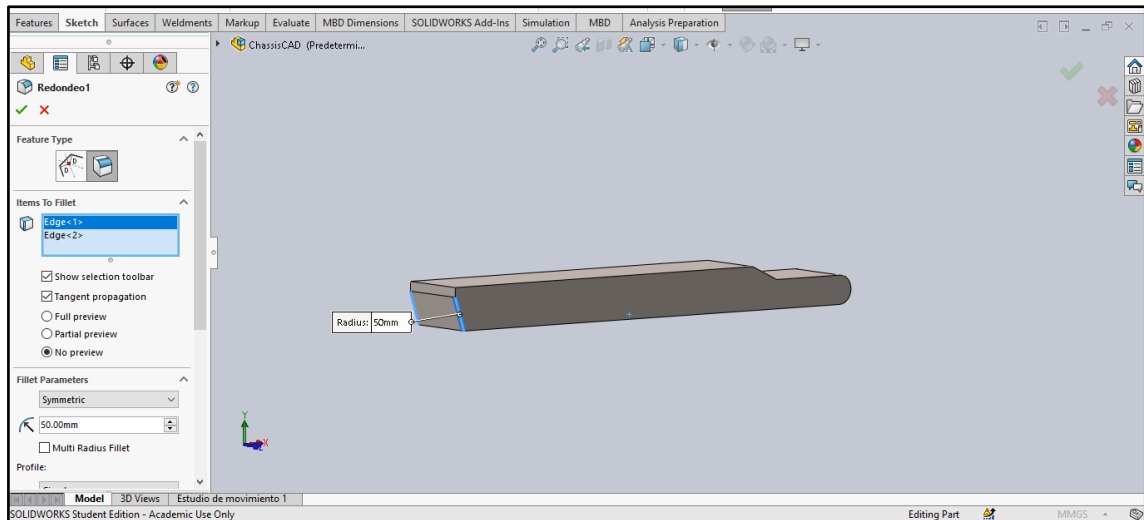 Features Sketch Surfaces Weldments Markup Evaluate MBD Dimensions SOLIDWORKS Add-Ins Simulation MBD Analysis Preparation
ChassisCAD (Predetermi...
Redondeo1
Feature Type
Items To Fillet
Edge<1>
Edge<2>
Show selection toolbar
Tangent propagation
Full preview
Partial preview
No preview
Radius: 50mm
Fillet Parameters
Symmetric
50.00mm
Multi Radius Fillet
Profile:
Y
X
Z
Model 3D Views Estudio de movimiento 1
SOLIDWORKS Student Edition - Academic Use Only Editing Part MMGS